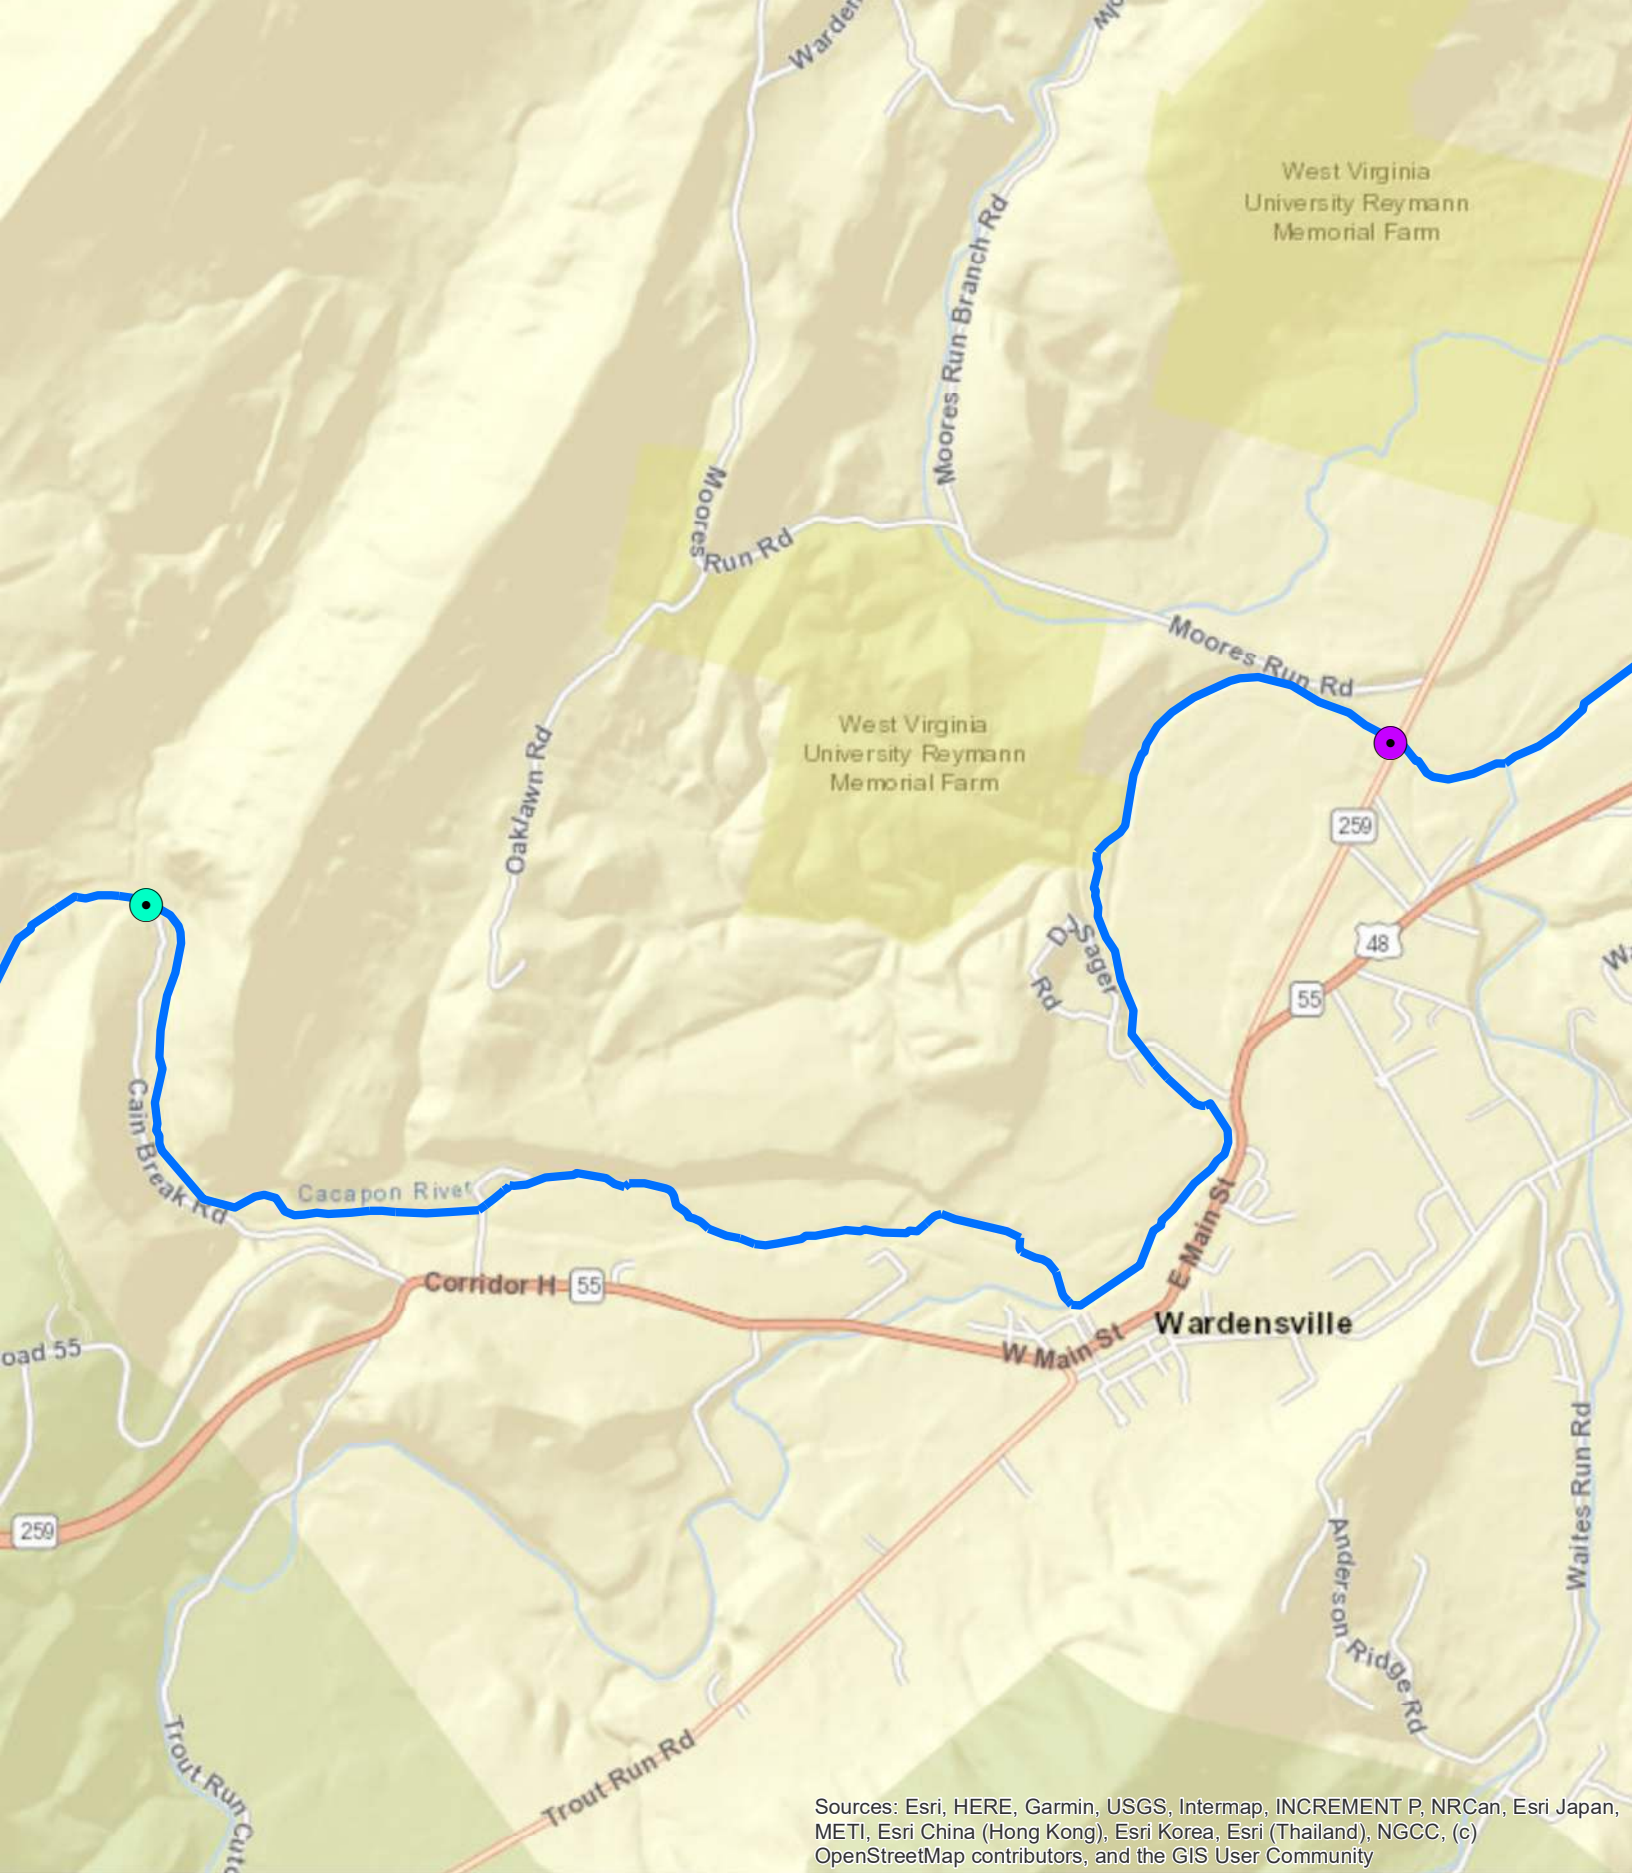 Warden
West Virginia
University Reymann
Memorial Farm
Moores Run Branch Rd
Moores
Run Rd
Moores Run Rd
West Virginia
University Reymann
Memorial Farm
Oaklawn Rd
259
Sager
Rd
48
55
Cain Break Rd
Cacapon River
E Main St
Corridor H
55
Wardensville
W Main St
oad 55
259
Waites Run Rd
Anderson
Ridge Rd
Trout Run Rd
Trout Run Cuto
Sources: Esri, HERE, Garmin, USGS, Intermap, INCREMENT P, NRCan, Esri Japan,
METI, Esri China (Hong Kong), Esri Korea, Esri (Thailand), NGCC, (c)
OpenStreetMap contributors, and the GIS User Community